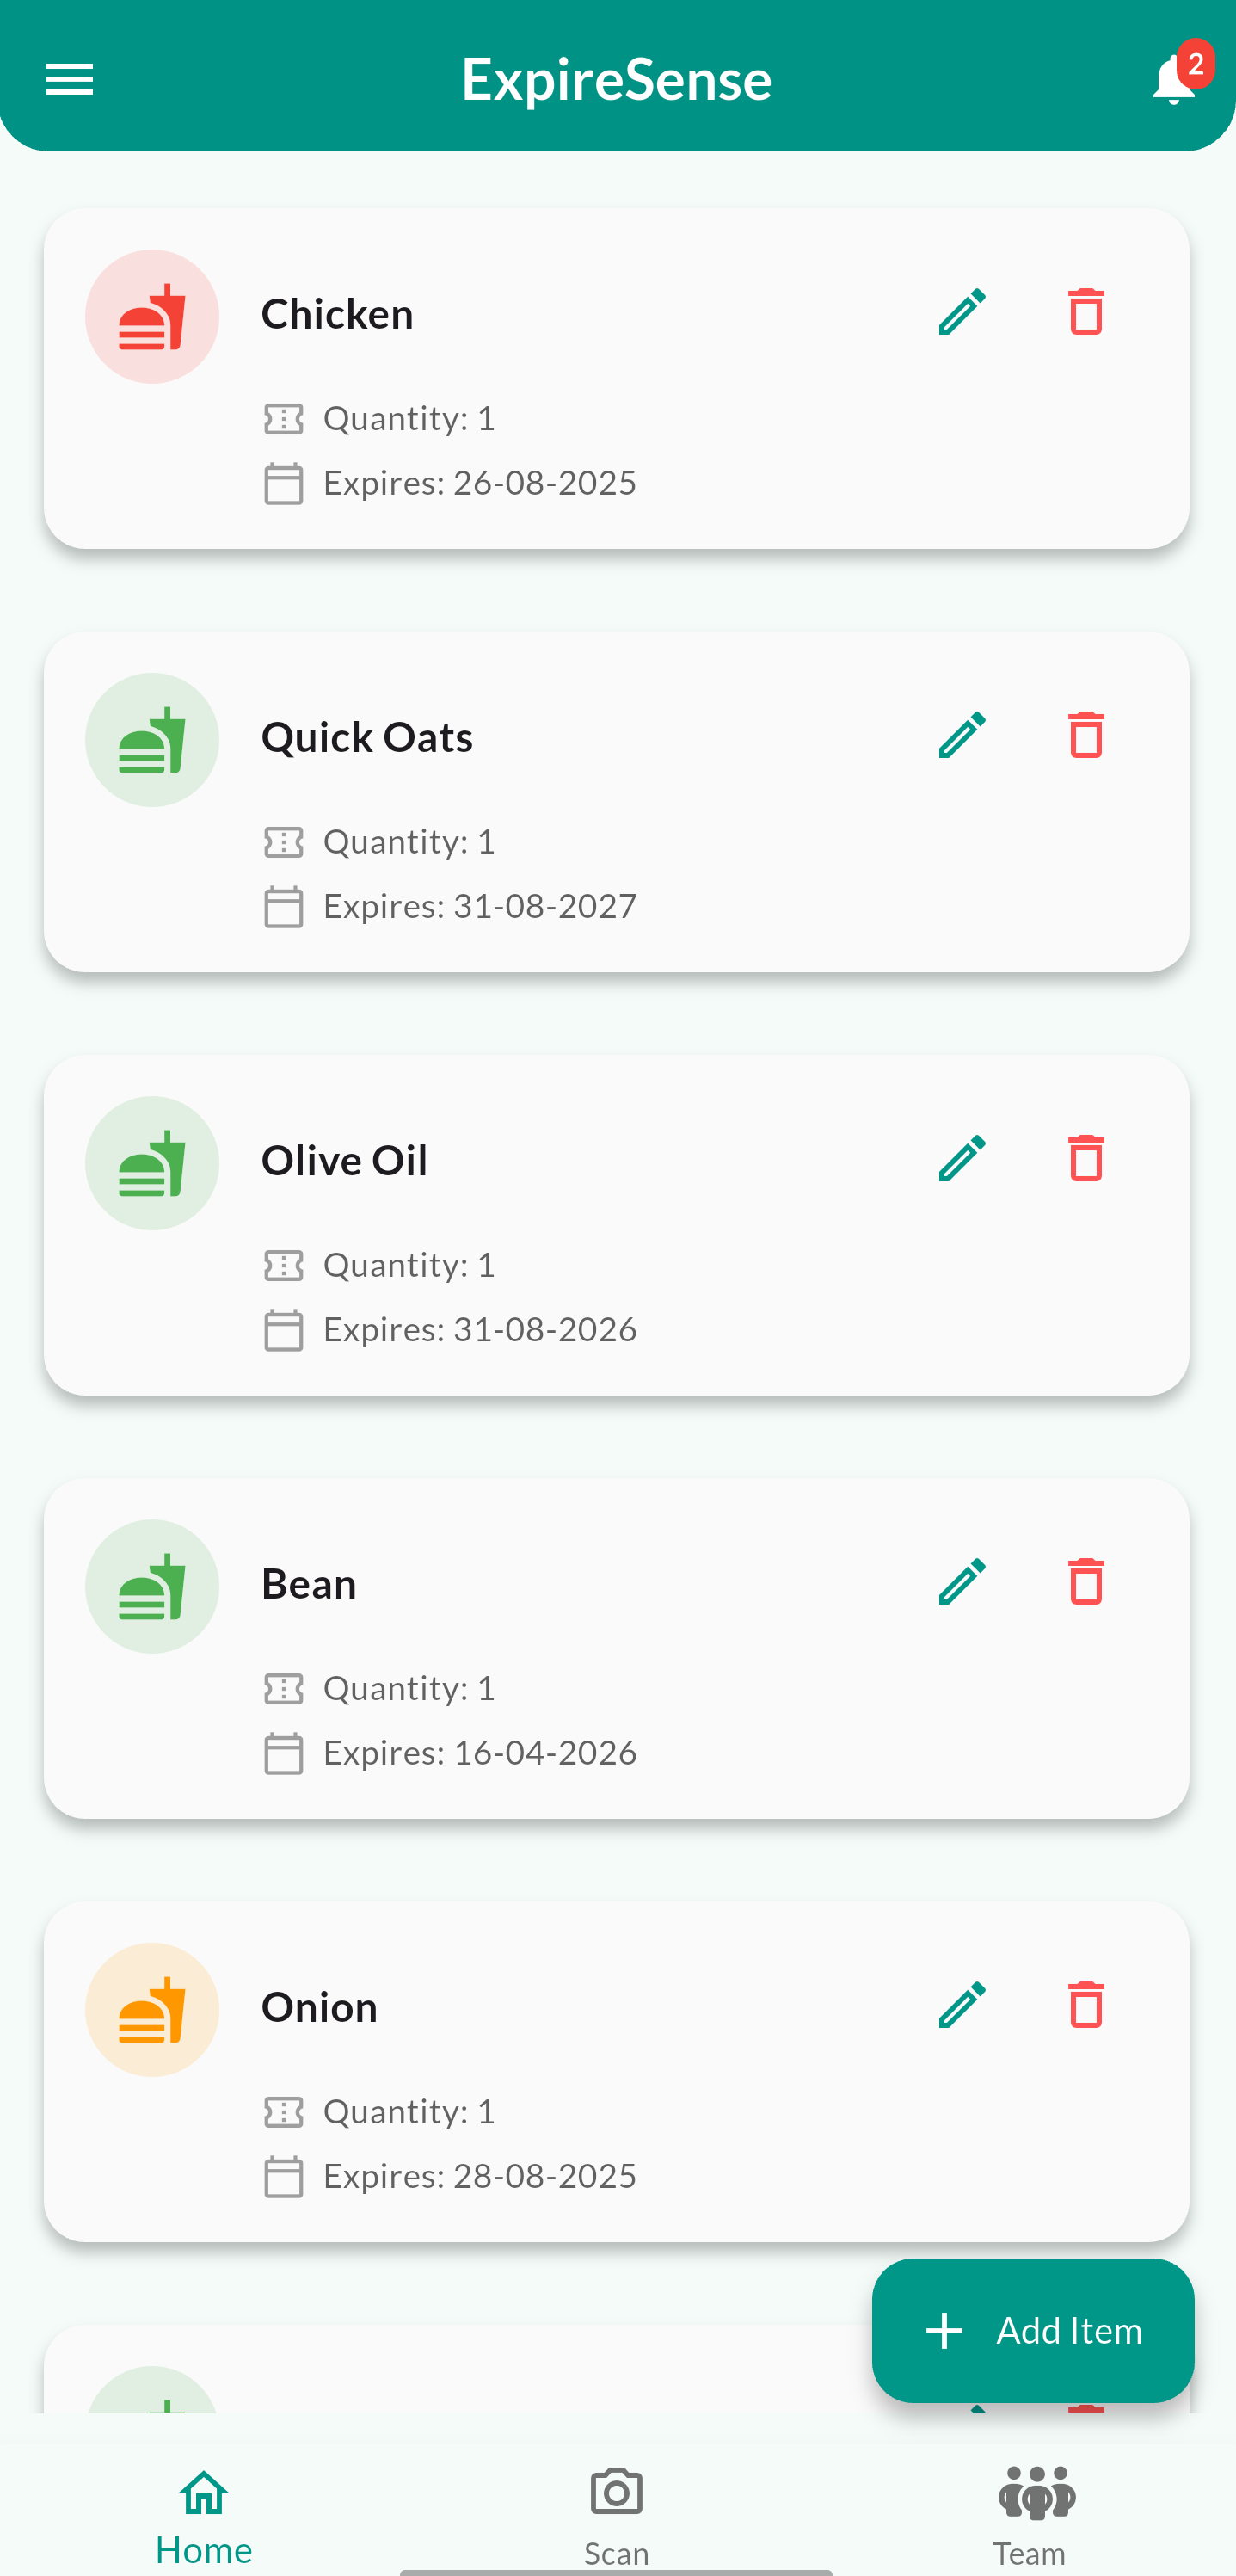 ExpireSense
2
Chicken
Quantity: 1
Expires: 26-08-2025
Quick Oats
Quantity: 1
Expires: 31-08-2027
Olive Oil
Quantity: 1
Expires: 31-08-2026
Bean
Quantity: 1
Expires: 16-04-2026
Onion
Quantity: 1
Expires: 28-08-2025
Add Item
Home
Scan
Team